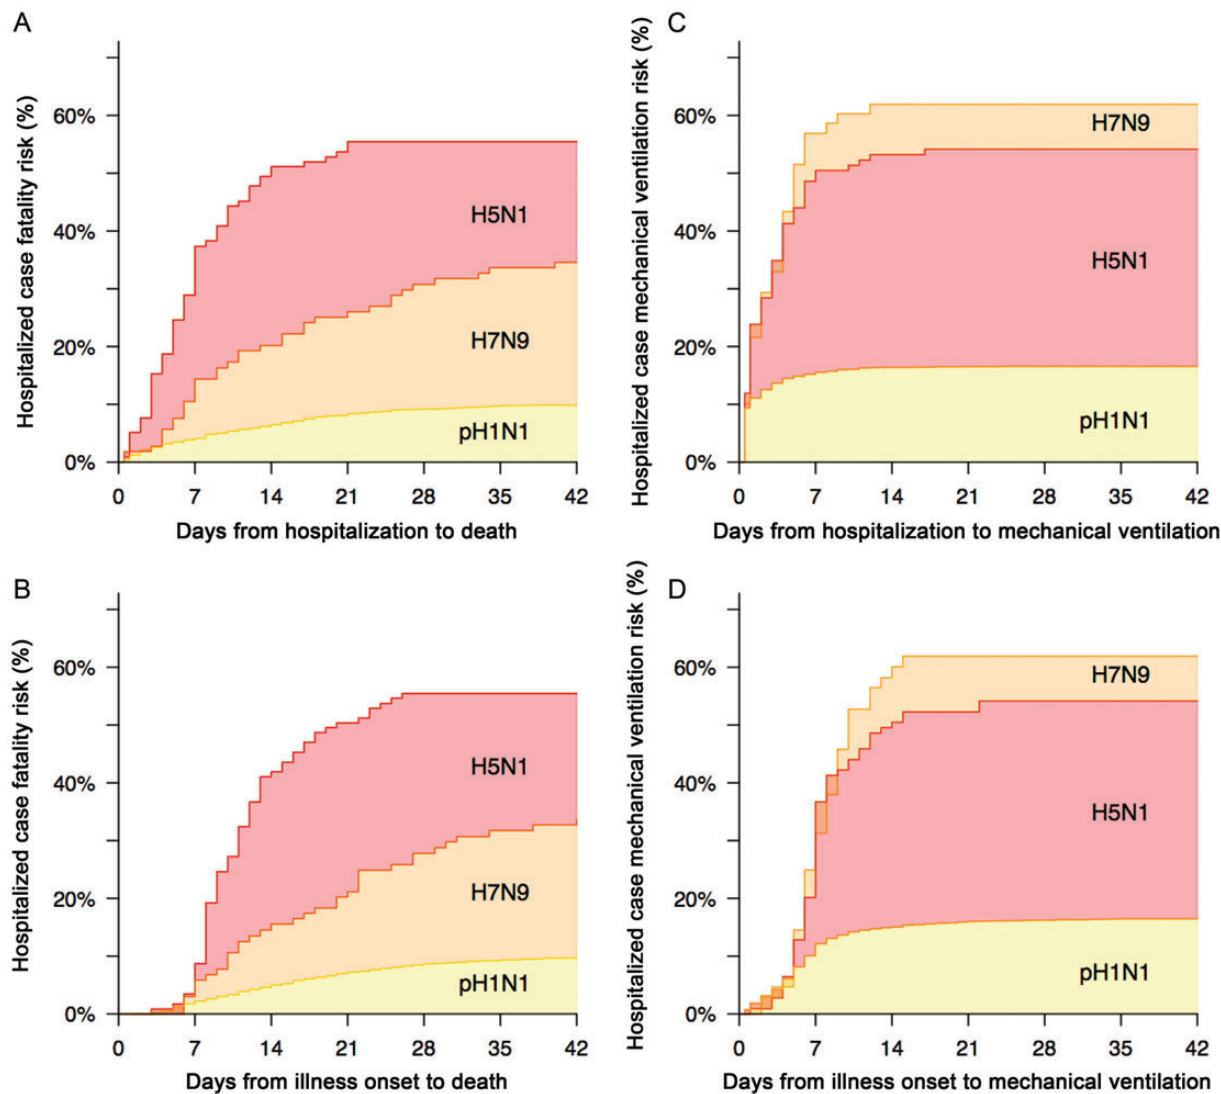 A
Hospitalized case fatality risk (%)
60%
40%
20%
0%
H5N1
H7N9
pH1N1
0 7 14 21 28 35 42
Days from hospitalization to death
C
Hospitalized case mechanical ventilation risk (%)
60%
40%
20%
0%
H7N9
H5N1
pH1N1
0 7 14 21 28 35 42
Days from hospitalization to mechanical ventilation
B
Hospitalized case fatality risk (%)
60%
40%
20%
0%
H5N1
H7N9
pH1N1
0 7 14 21 28 35 42
Days from illness onset to death
D
Hospitalized case mechanical ventilation risk (%)
60%
40%
20%
0%
H7N9
H5N1
pH1N1
0 7 14 21 28 35 42
Days from illness onset to mechanical ventilation